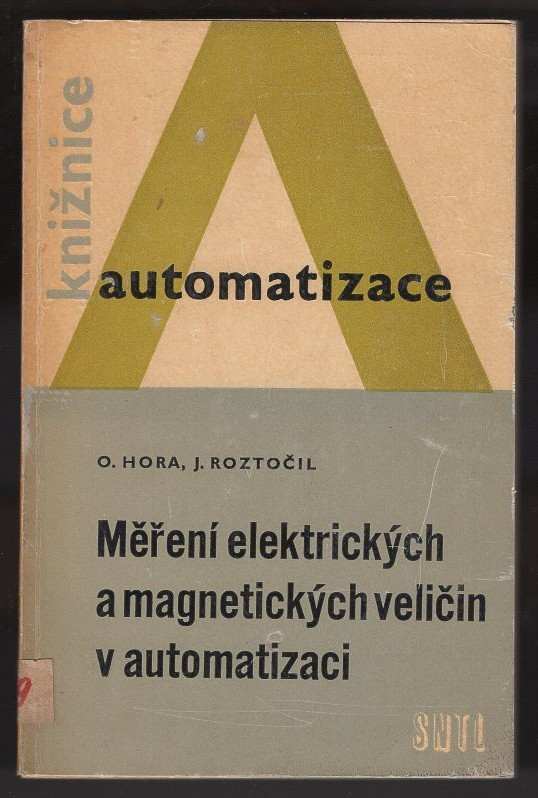 knižnice
automatizace
O. HORA, J. ROZTOČIL
Měření elektrických
a magnetických veličin
v automatizaci
SNTL